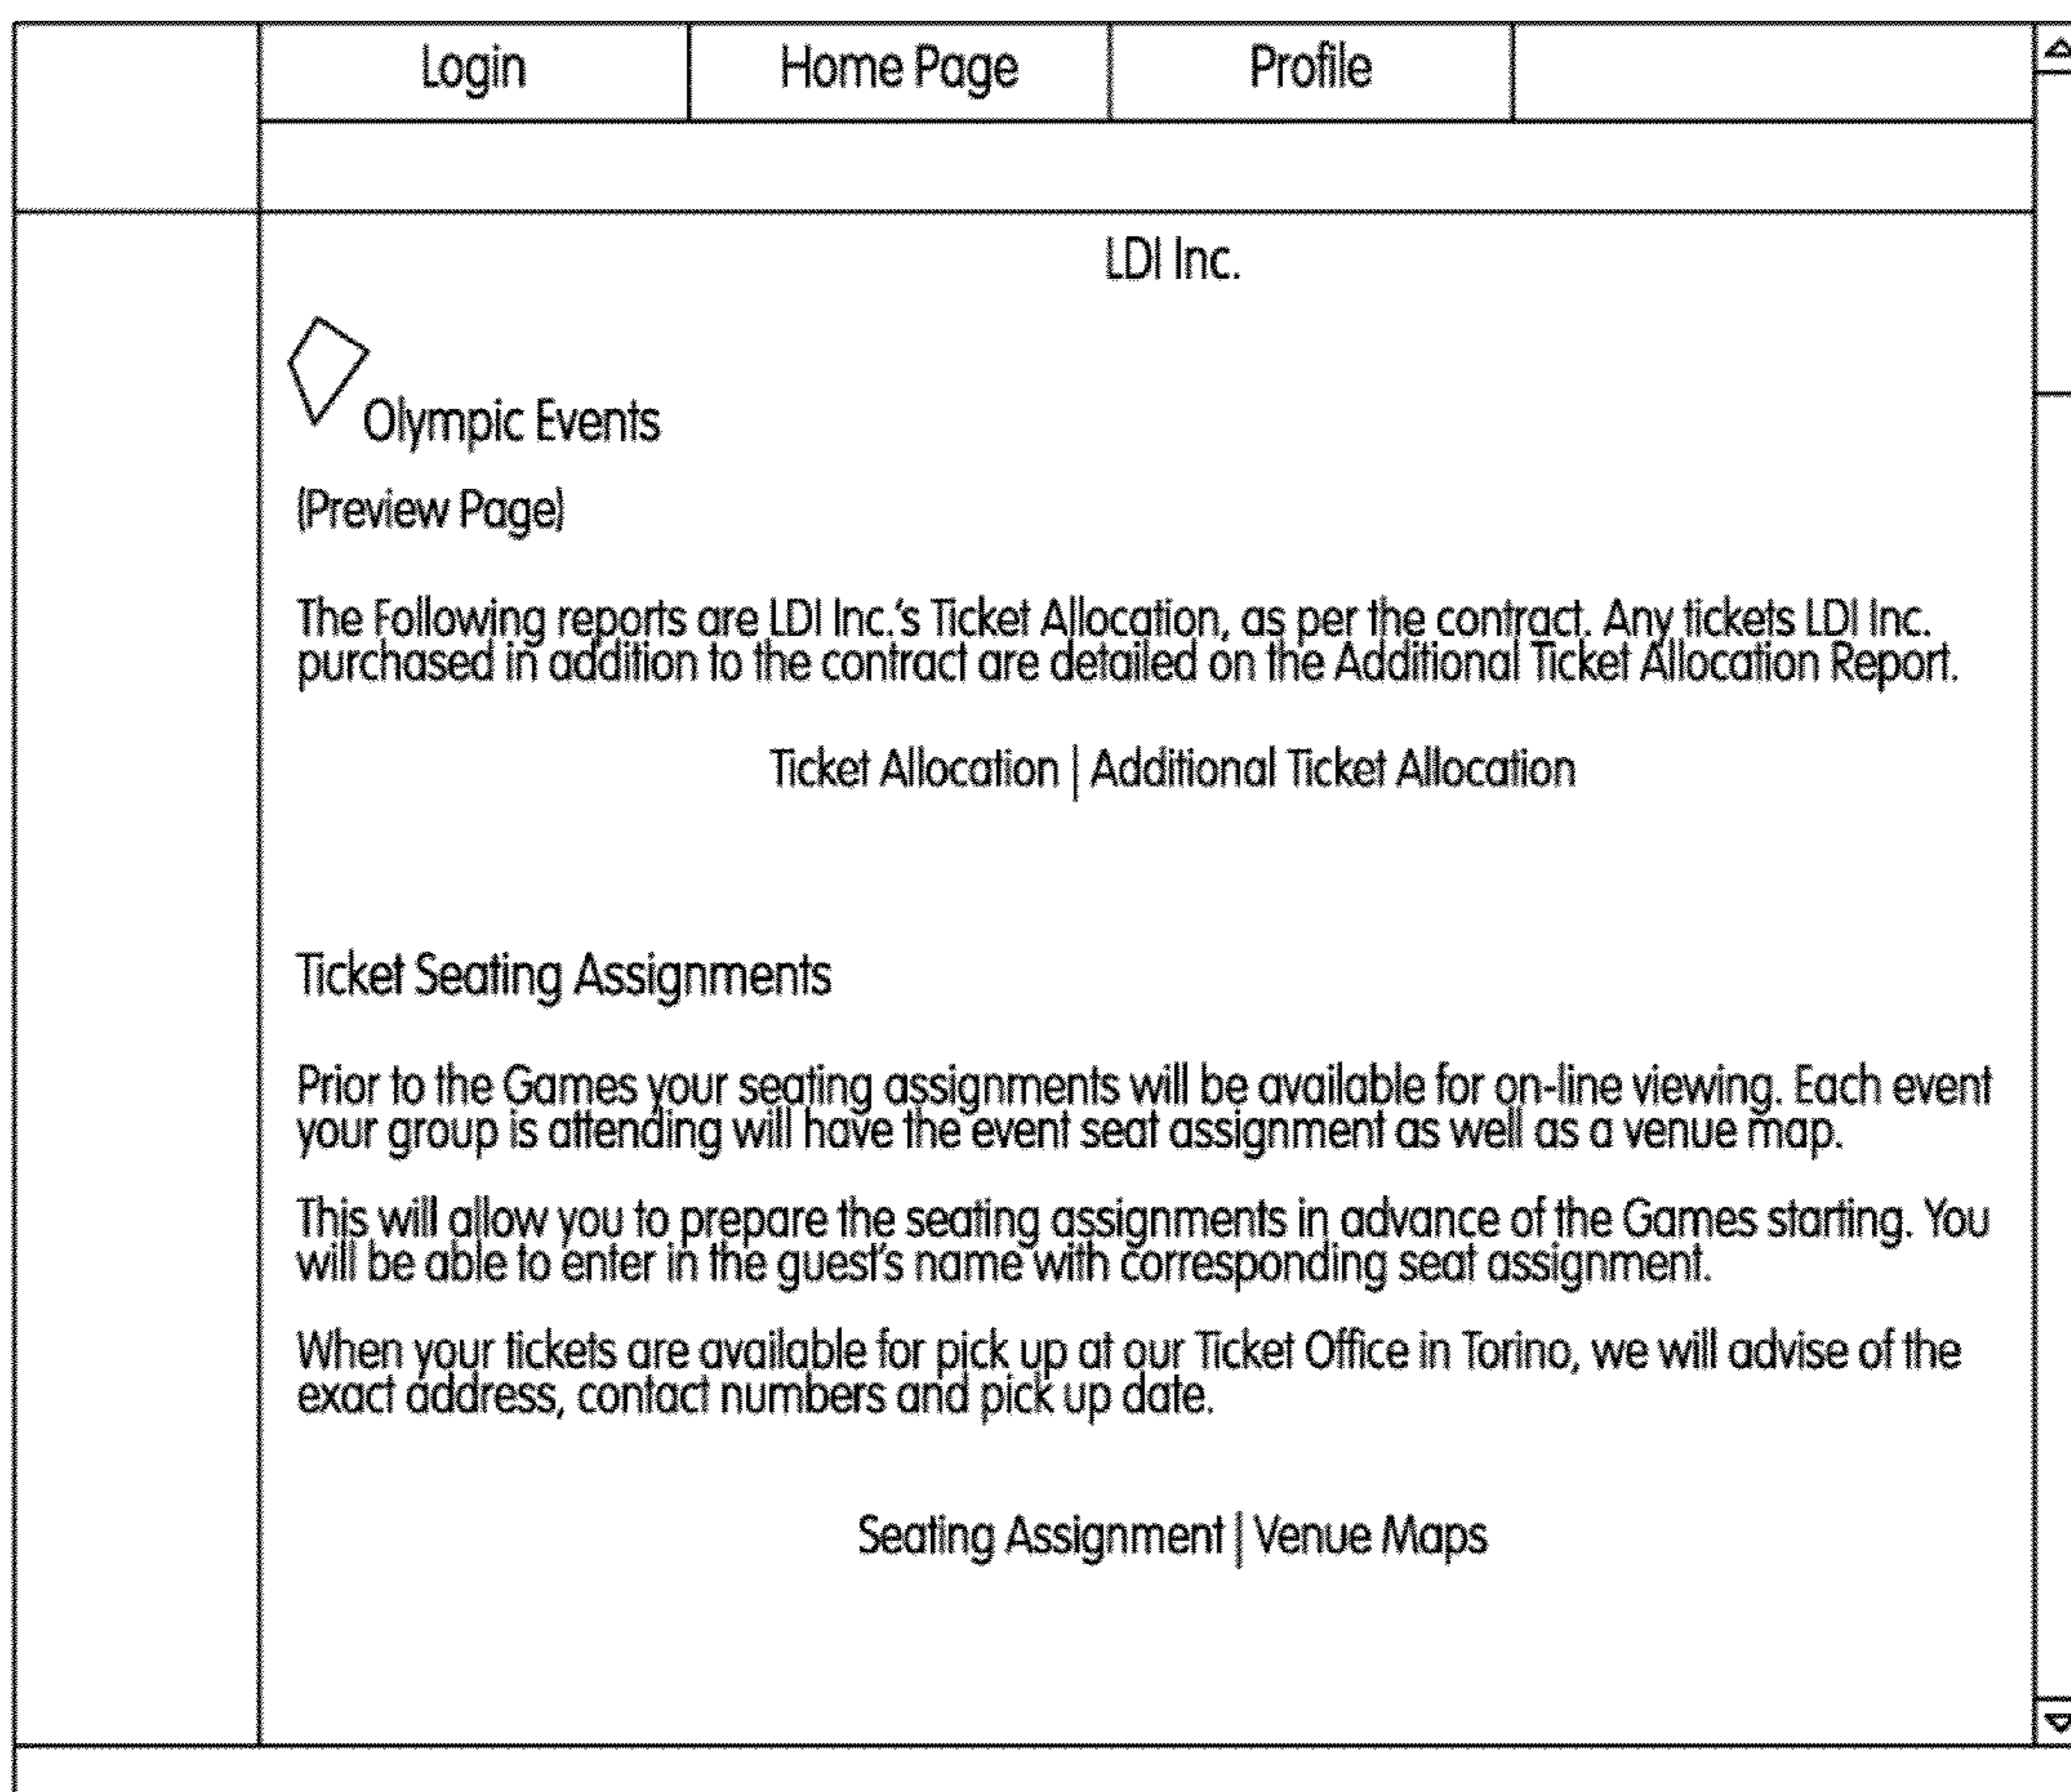 Login Home Page Profile
LDI Inc.
Olympic Events
(Preview Page)
The Following reports are LDI Inc.'s Ticket Allocation, as per the contract. Any tickets LDI Inc.
purchased in addition to the contract are detailed on the Additional Ticket Allocation Report.
Ticket Allocation | Additional Ticket Allocation
Ticket Seating Assignments
Prior to the Games your seating assignments will be available for on-line viewing. Each event
your group is attending will have the event seat assignment as well as a venue map.
This will allow you to prepare the seating assignments in advance of the Games starting. You
will be able to enter in the guest's name with corresponding seat assignment.
When your tickets are available for pick up at our Ticket Office in Torino, we will advise of the
exact address, contact numbers and pick up date.
Seating Assignment | Venue Maps